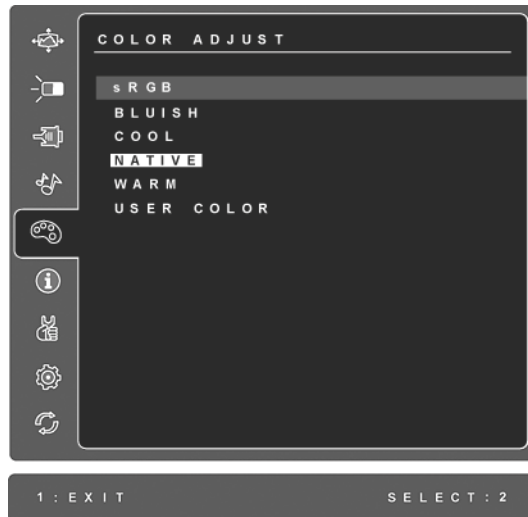 COLOR ADJUST
sRGB
BLUISH
COOL
NATIVE
WARM
USER COLOR
1:EXIT SELECT:2